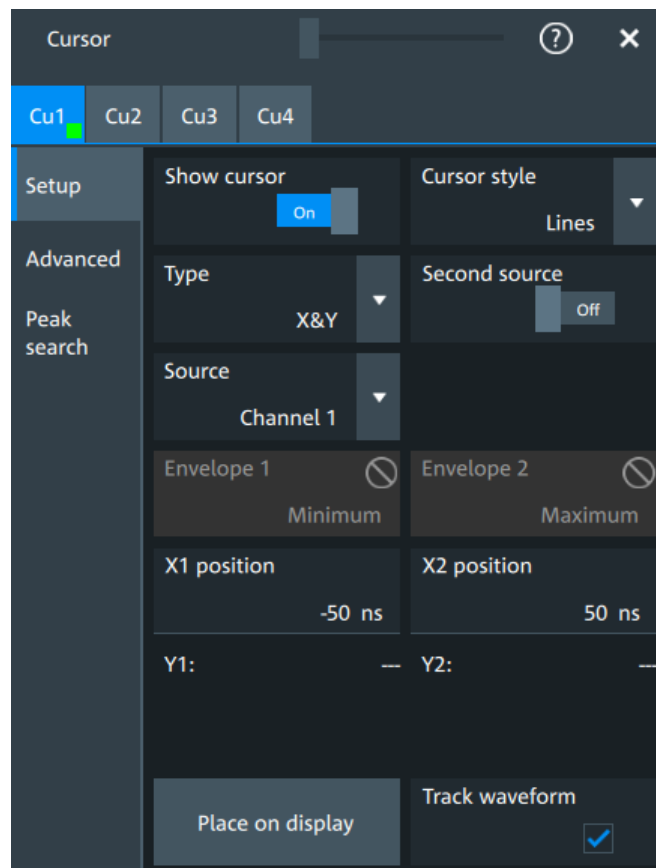 Cursor
Cu1 Cu2 Cu3 Cu4
Setup
Advanced
Peak
search
Show cursor
On
Cursor style
Lines
Type
X&Y
Second source
Off
Source
Channel 1
Envelope 1
Minimum
Envelope 2
Maximum
X1 position
-50 ns
X2 position
50 ns
Y1: ---
Y2: ---
Place on display
Track waveform